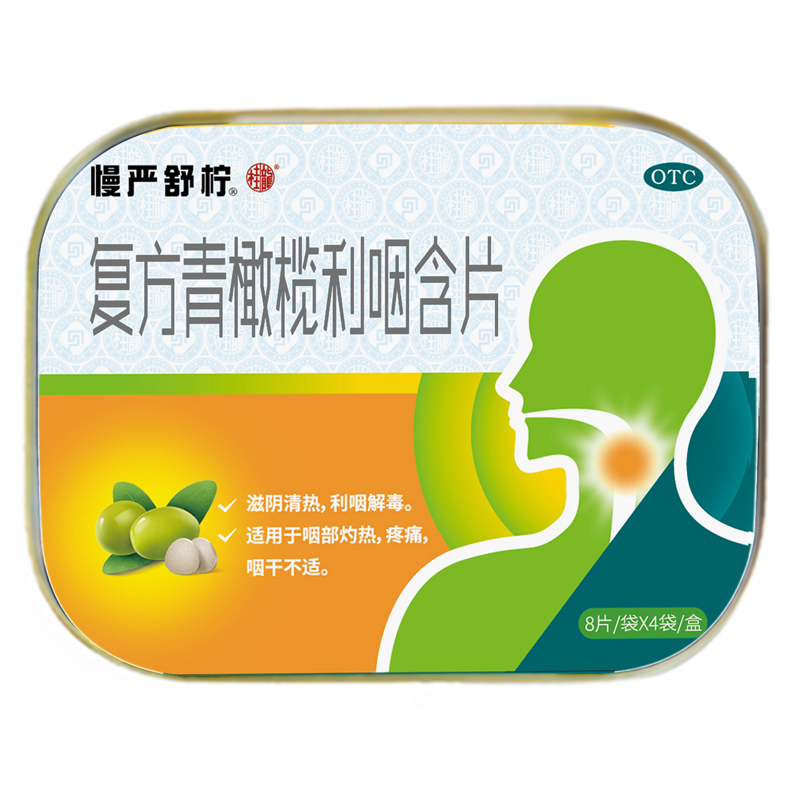 慢严舒柠®
桂龍®
OTC
复方青橄榄利咽含片
滋阴清热,利咽解毒。
适用于咽部灼热,疼痛,
咽干不适。
8片/袋X4袋/盒